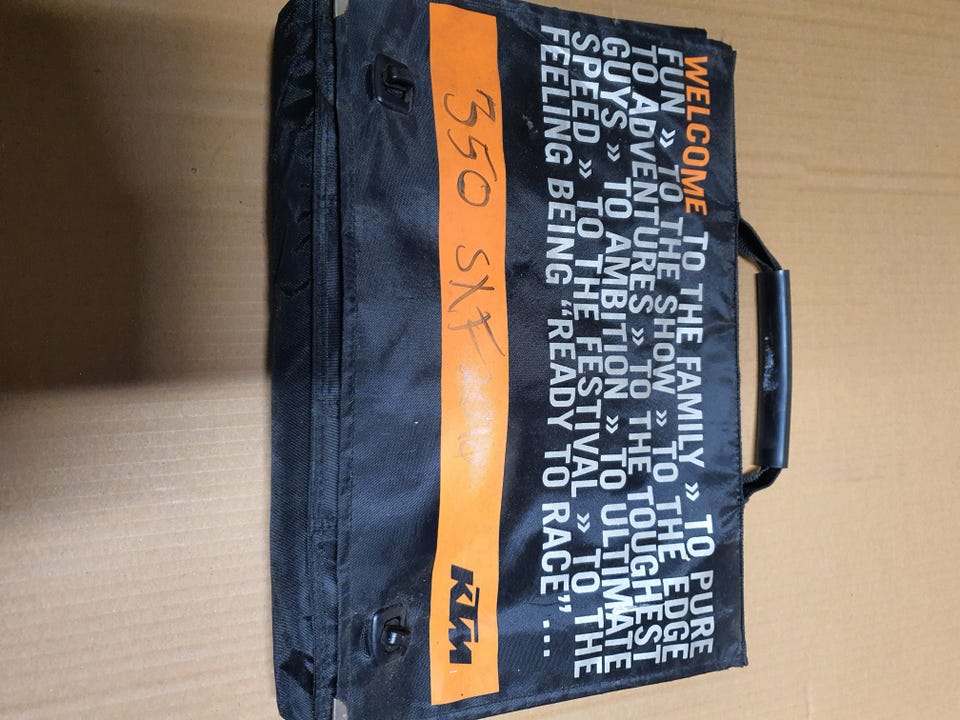 WELCOME TO THE FAMILY » TO PURE
FUN » TO THE SHOW » TO THE EDGE
TO ADVENTURES » TO THE TOUGHEST
GUYS » TO AMBITION » TO ULTIMATE
SPEED » TO THE FESTIVAL » TO THE
FEELING BEING “READY TO RACE” ...
350 SXF KTM